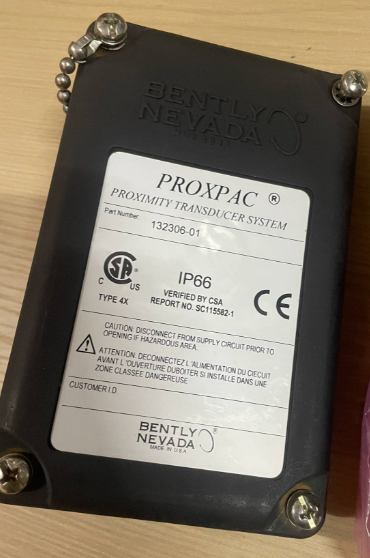 BENTLY
NEVADA
PROXPAC ®
PROXIMITY TRANSDUCER SYSTEM
Part Number: 132306-01
IP66
C US
VERIFIED BY CSA
TYPE 4X REPORT NO. SC115582-1
CE
CAUTION: DISCONNECT FROM SUPPLY CIRCUIT PRIOR TO
OPENING IF HAZARDOUS AREA.
ATTENTION: DECONNECTEZ L'ALIMENTATION DU CIECUIT
AVANT L'OUVERTURE DUBOITIER SI INSTALLE DANS UNE
ZONE CLASSEE DANGEREUSE.
CUSTOMER I.D.
BENTLY
NEVADA
MADE IN U.S.A.